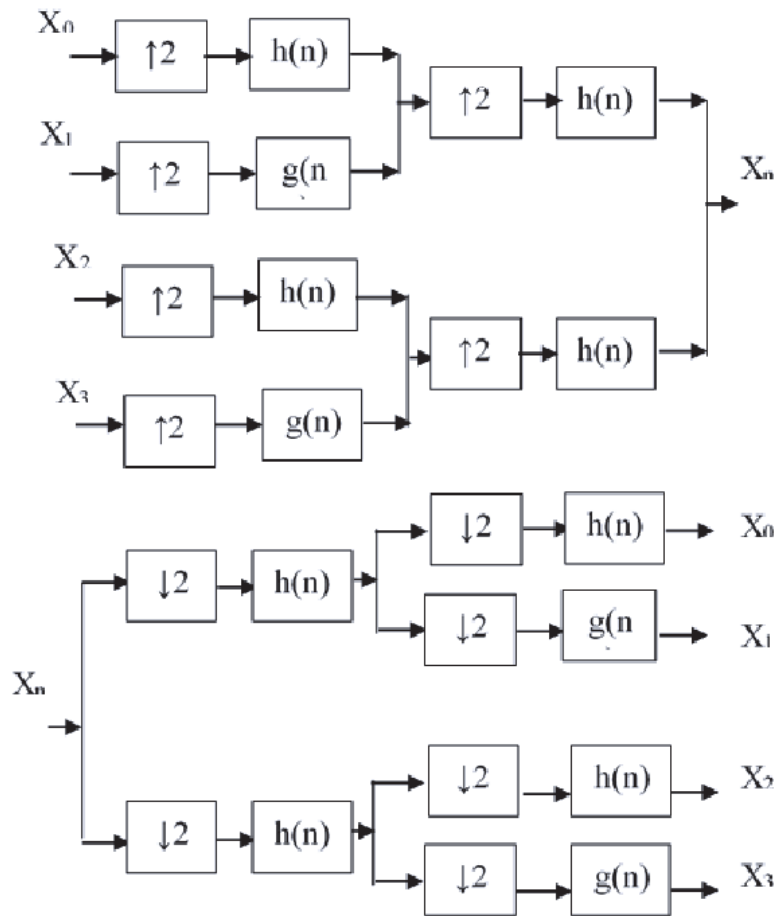 X₀
↑2 h(n)
↑2 h(n)
X₁
↑2 g(n
Xₙ
X₂
↑2 h(n)
↑2 h(n)
X₃
↑2 g(n)
↓2 h(n) X₀
↓2 h(n)
↓2 g(n X₁
Xₙ
↓2 h(n) X₂
↓2 h(n)
↓2 g(n) X₃